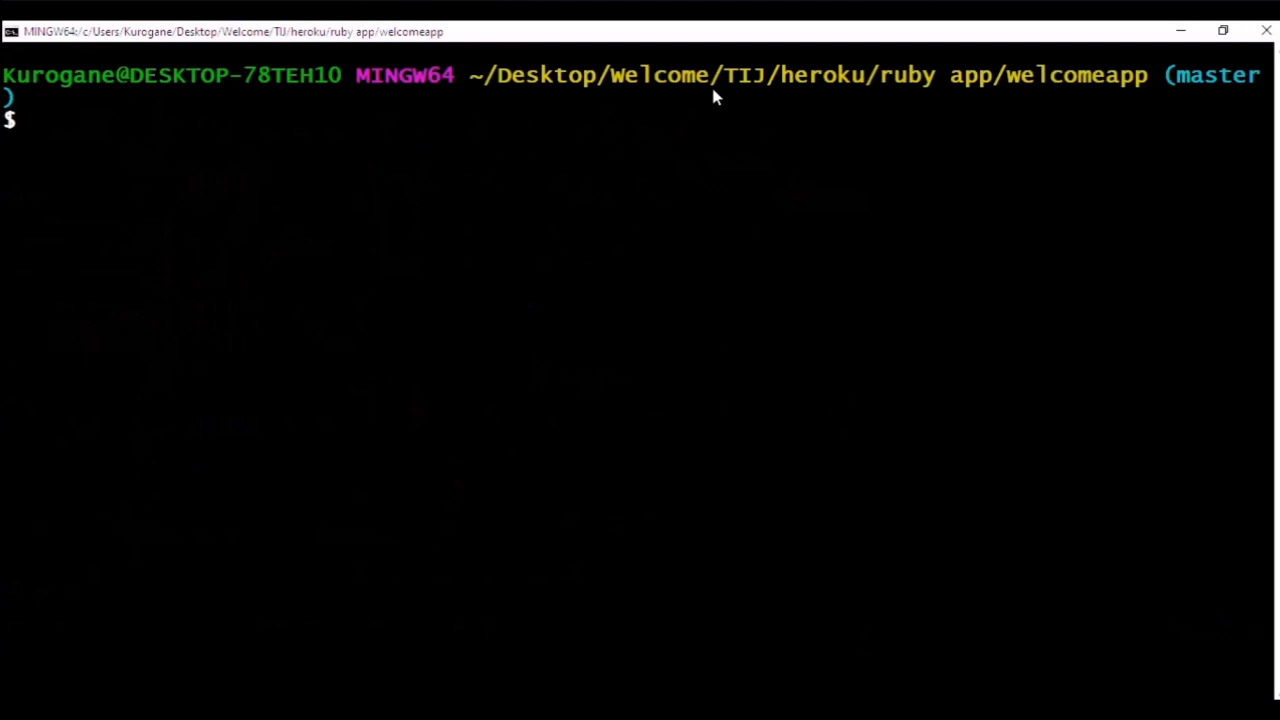 MINGW64:/c/Users/Kurogane/Desktop/Welcome/TIJ/heroku/ruby app/welcomeapp
Kurogane@DESKTOP-78TEH1O MINGW64 ~/Desktop/Welcome/TIJ/heroku/ruby app/welcomeapp (master
)
$